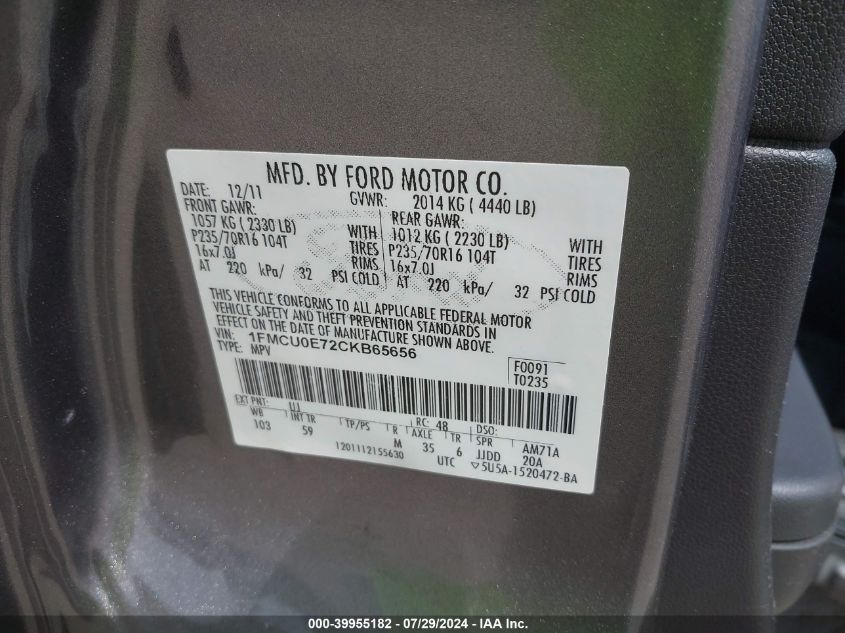 MFD. BY FORD MOTOR CO.
DATE: 12/11 GVWR: 2014 KG ( 4440 LB)
FRONT GAWR: REAR GAWR:
1057 KG ( 2330 LB) WITH 1012 KG ( 2230 LB) WITH
P235/70R16 104T TIRES P235/70R16 104T TIRES
16x7.0J RIMS 16x7.0J RIMS
AT 220 kPa/ 32 PSI COLD AT 220 kPa/ 32 PSI COLD
THIS VEHICLE CONFORMS TO ALL APPLICABLE FEDERAL MOTOR
VEHICLE SAFETY AND THEFT PREVENTION STANDARDS IN
EFFECT ON THE DATE OF MANUFACTURE SHOWN ABOVE.
VIN: 1FMCU0E72CKB65656
TYPE: MPV
F0091
T0235
EXT PNT: UJ RC: 48 DSO:
WB INT TR TP/PS R AXLE TR SPR AM71A
103 59 M 35 6 JJDD 20A
1201112155630 UTC ▽5U5A-1520472-BA
000-39955182 - 07/29/2024 - IAA Inc.